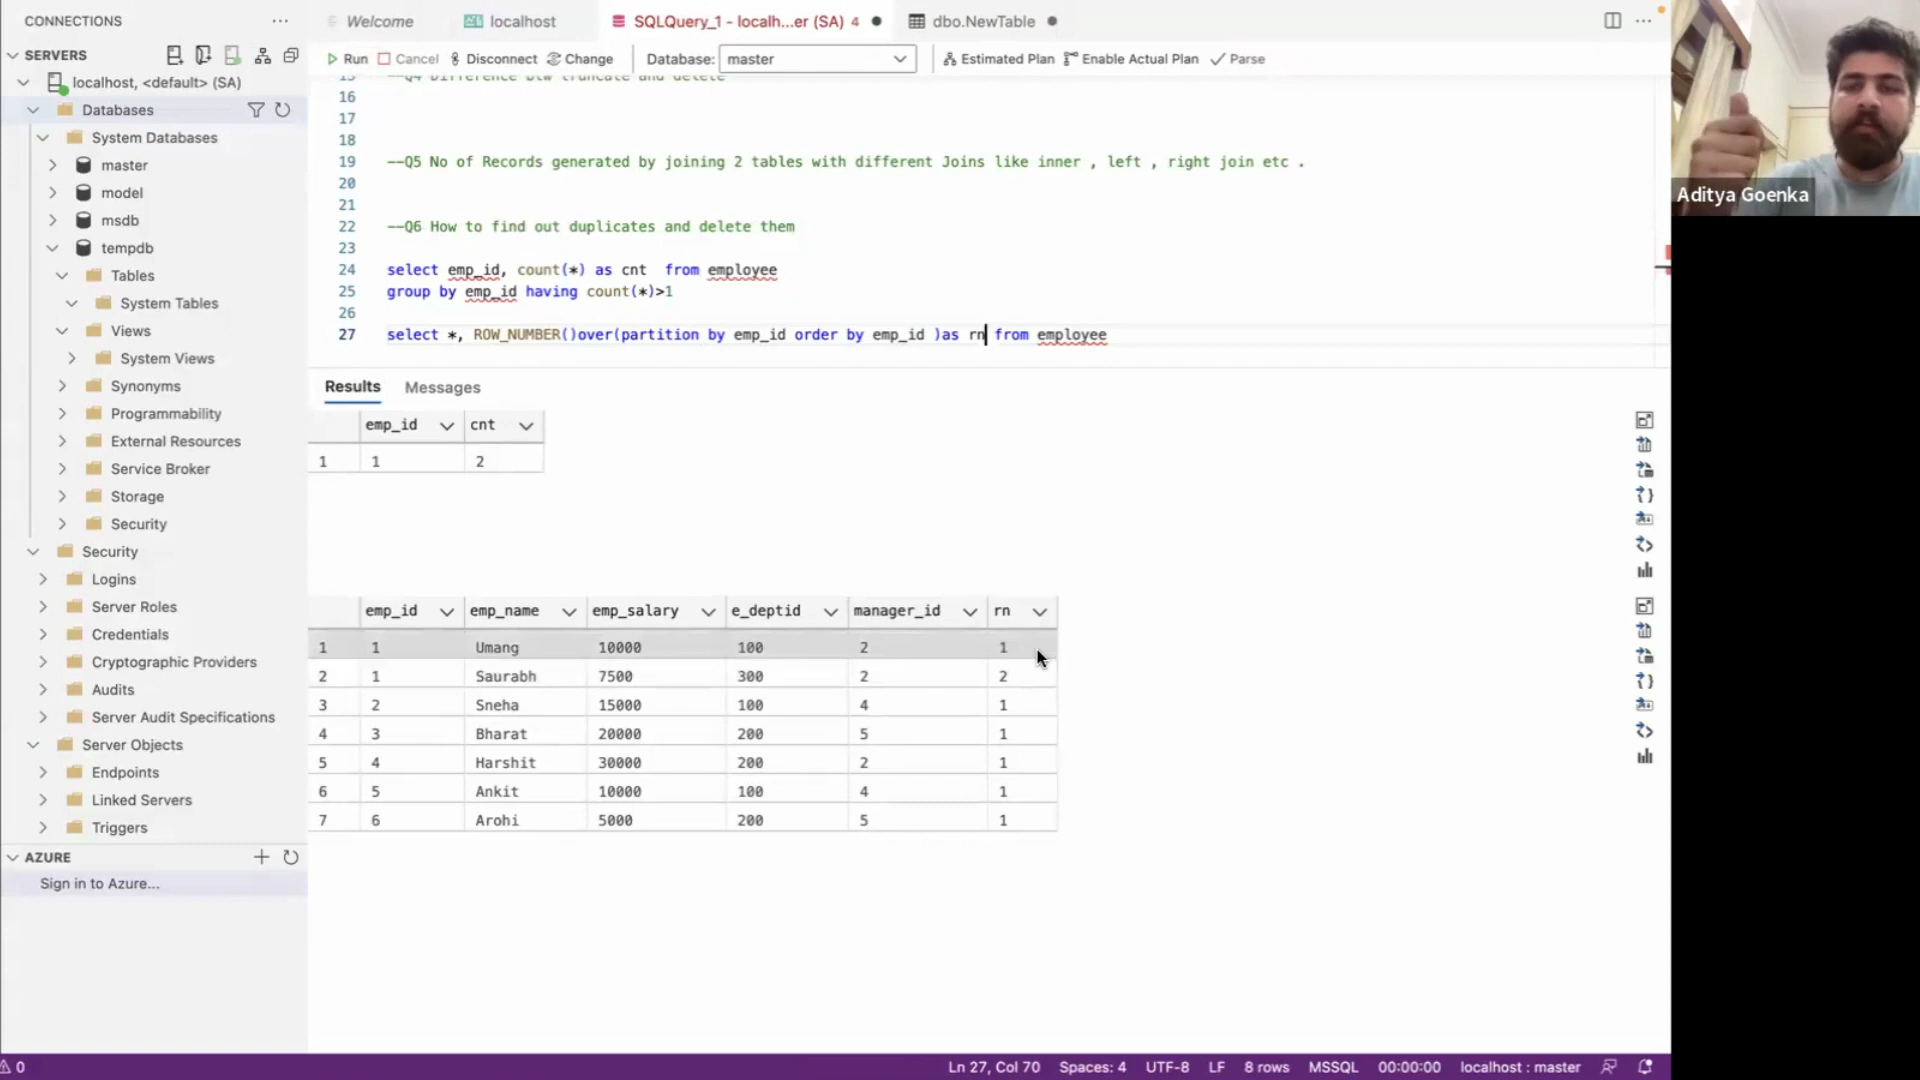 CONNECTIONS ...
SERVERS
localhost, <default> (SA)
Databases
System Databases
master
model
msdb
tempdb
Tables
System Tables
Views
System Views
Synonyms
Programmability
External Resources
Service Broker
Storage
Security
Security
Logins
Server Roles
Credentials
Cryptographic Providers
Audits
Server Audit Specifications
Server Objects
Endpoints
Linked Servers
Triggers
AZURE
Sign in to Azure...
Welcome localhost SQLQuery_1 - localh...er (SA) 4 dbo.NewTable ...
Run Cancel Disconnect Change Database: master Estimated Plan Enable Actual Plan Parse
15 --Q4 Difference btw truncate and delete
16
17
18
19 --Q5 No of Records generated by joining 2 tables with different Joins like inner , left , right join etc .
20
21
22 --Q6 How to find out duplicates and delete them
23
24 select emp_id, count(*) as cnt  from employee
25 group by emp_id having count(*)>1
26
27 select *, ROW_NUMBER()over(partition by emp_id order by emp_id )as rn from employee
Results Messages
emp_id cnt
1 1 2
emp_id emp_name emp_salary e_deptid manager_id rn
1 1 Umang 10000 100 2 1
2 1 Saurabh 7500 300 2 2
3 2 Sneha 15000 100 4 1
4 3 Bharat 20000 200 5 1
5 4 Harshit 30000 200 2 1
6 5 Ankit 10000 100 4 1
7 6 Arohi 5000 200 5 1
Aditya Goenka
0 Ln 27, Col 70 Spaces: 4 UTF-8 LF 8 rows MSSQL 00:00:00 localhost : master